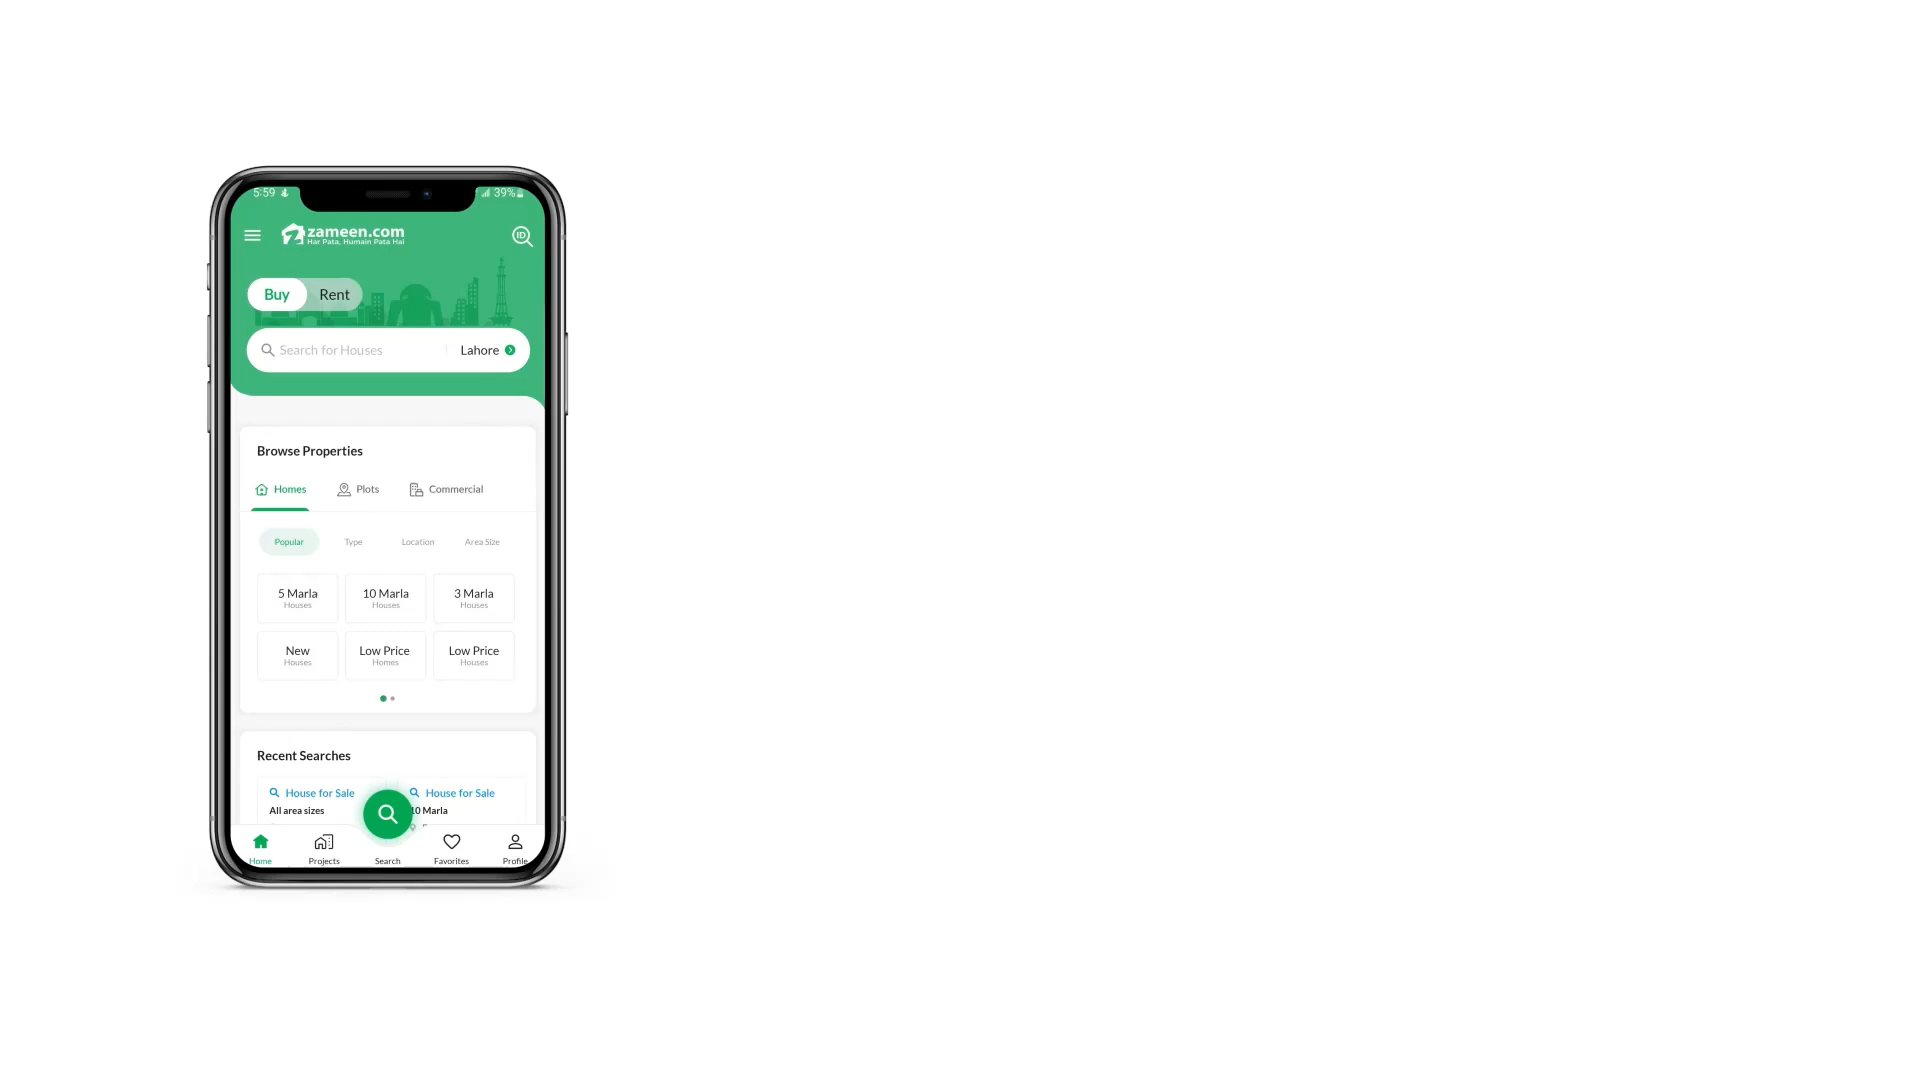 5:59
39%
zameen.com
Har Pata, Humain Pata Hai
ID
Buy
Rent
Search for Houses
Lahore
Browse Properties
Homes
Plots
Commercial
Popular
Type
Location
Area Size
5 Marla
Houses
10 Marla
Houses
3 Marla
Houses
New
Houses
Low Price
Homes
Low Price
Houses
Recent Searches
House for Sale
All area sizes
House for Sale
10 Marla
Home
Projects
Search
Favorites
Profile